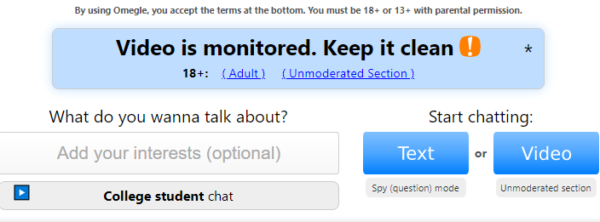 By using Omegle, you accept the terms at the bottom. You must be 18+ or 13+ with parental permission.
Video is monitored. Keep it clean ! *
18+: ( Adult ) ( Unmoderated Section )
What do you wanna talk about?
Start chatting:
Add your interests (optional)
Text or Video
College student chat
Spy (question) mode
Unmoderated section